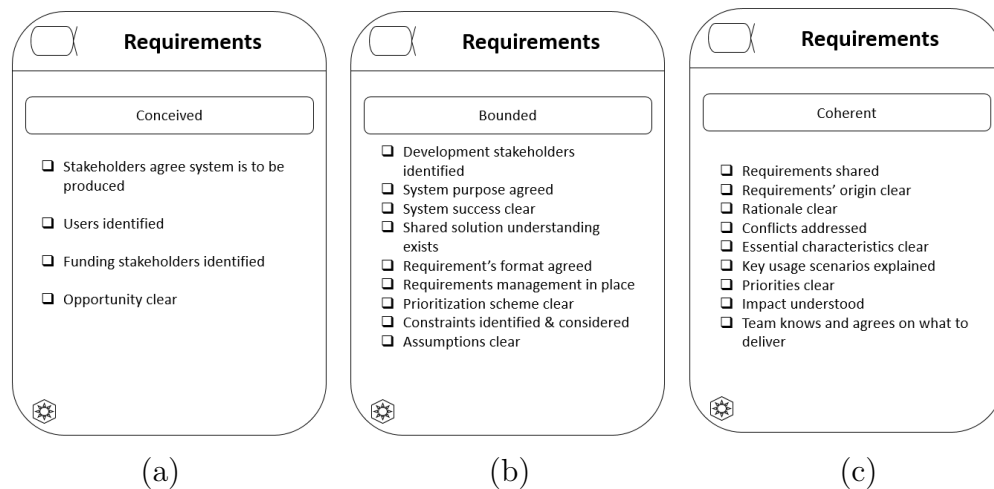 Requirements
Conceived
Stakeholders agree system is to be
produced
Users identified
Funding stakeholders identified
Opportunity clear
(a)
Requirements
Bounded
Development stakeholders
identified
System purpose agreed
System success clear
Shared solution understanding
exists
Requirement's format agreed
Requirements management in place
Prioritization scheme clear
Constraints identified & considered
Assumptions clear
(b)
Requirements
Coherent
Requirements shared
Requirements' origin clear
Rationale clear
Conflicts addressed
Essential characteristics clear
Key usage scenarios explained
Priorities clear
Impact understood
Team knows and agrees on what to
deliver
(c)